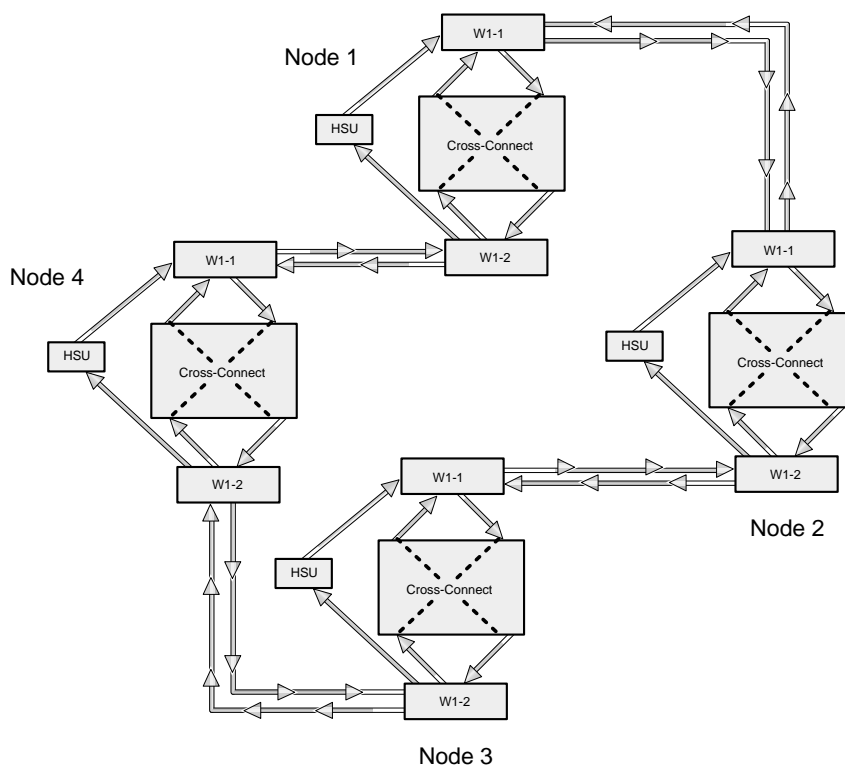 W1-1
Node 1
HSU
Cross-Connect
W1-2
W1-1
Node 4
HSU
Cross-Connect
W1-2
W1-1
HSU
Cross-Connect
W1-2
Node 2
W1-1
HSU
Cross-Connect
W1-2
Node 3